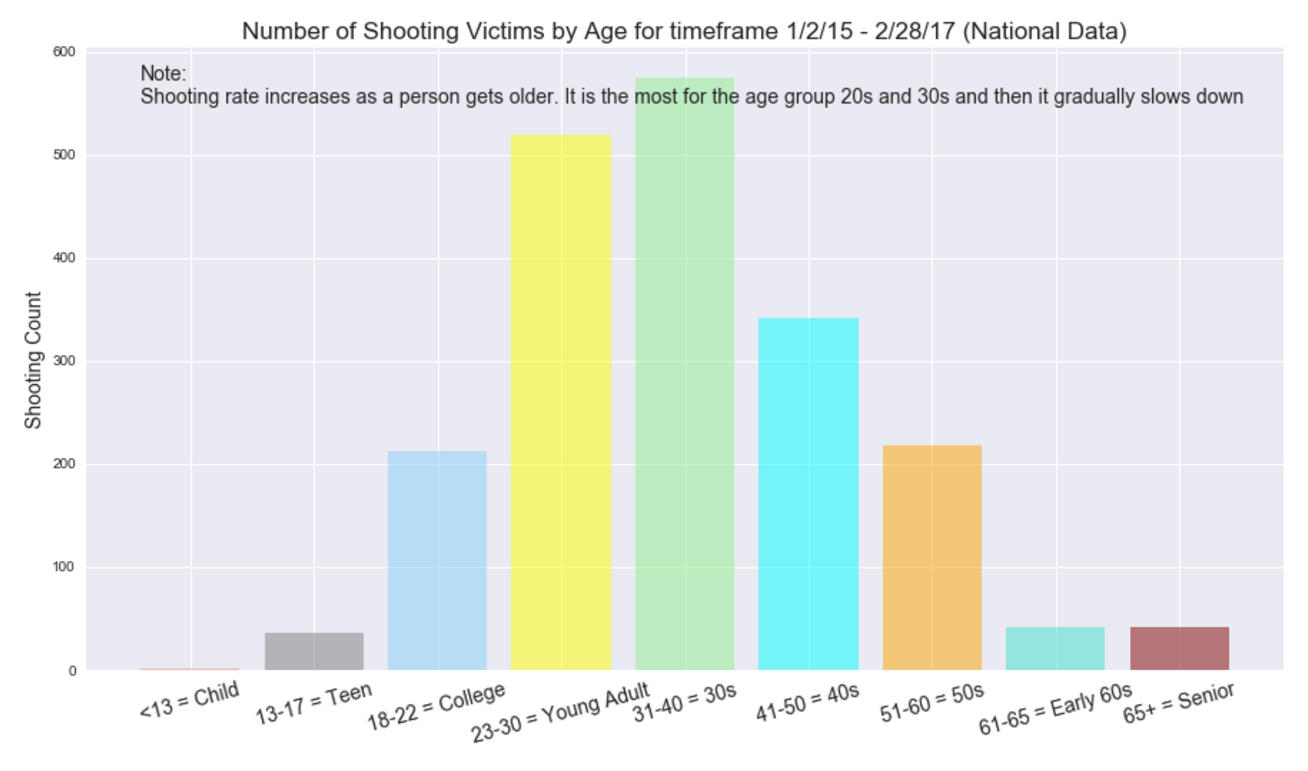 Number of Shooting Victims by Age for timeframe 1/2/15 - 2/28/17 (National Data)
Note:
Shooting rate increases as a person gets older. It is the most for the age group 20s and 30s and then it gradually slows down
Shooting Count
600
500
400
300
200
100
0
<13 = Child
13-17 = Teen
18-22 = College
23-30 = Young Adult
31-40 = 30s
41-50 = 40s
51-60 = 50s
61-65 = Early 60s
65+ = Senior